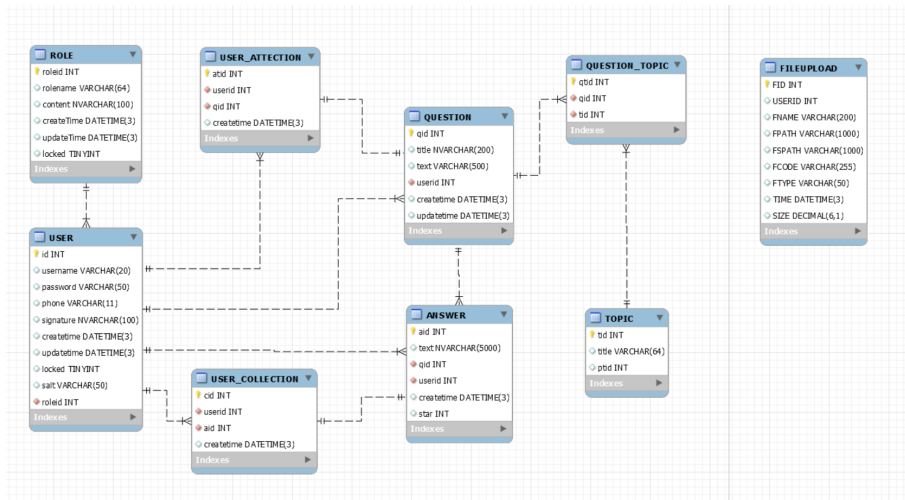 ROLE
roleid INT
rolename VARCHAR(64)
content NVARCHAR(100)
createTime DATETIME(3)
updateTime DATETIME(3)
locked TINYINT
Indexes
USER_ATTECTION
atid INT
userid INT
qid INT
createtime DATETIME(3)
Indexes
QUESTION
qid INT
title NVARCHAR(200)
text VARCHAR(500)
userid INT
createtime DATETIME(3)
updatetime DATETIME(3)
Indexes
QUESTION_TOPIC
qtid INT
qid INT
tid INT
Indexes
FILEUPLOAD
FID INT
USERID INT
FNAME VARCHAR(200)
FPATH VARCHAR(1000)
FSPATH VARCHAR(1000)
FCODE VARCHAR(255)
FTYPE VARCHAR(50)
TIME DATETIME(3)
SIZE DECIMAL(6,1)
Indexes
USER
id INT
username VARCHAR(20)
password VARCHAR(50)
phone VARCHAR(11)
signature NVARCHAR(100)
createtime DATETIME(3)
updatetime DATETIME(3)
locked TINYINT
salt VARCHAR(50)
roleid INT
Indexes
USER_COLLECTION
cid INT
userid INT
aid INT
createtime DATETIME(3)
Indexes
ANSWER
aid INT
text NVARCHAR(5000)
qid INT
userid INT
createtime DATETIME(3)
star INT
Indexes
TOPIC
tid INT
title VARCHAR(64)
ptid INT
Indexes